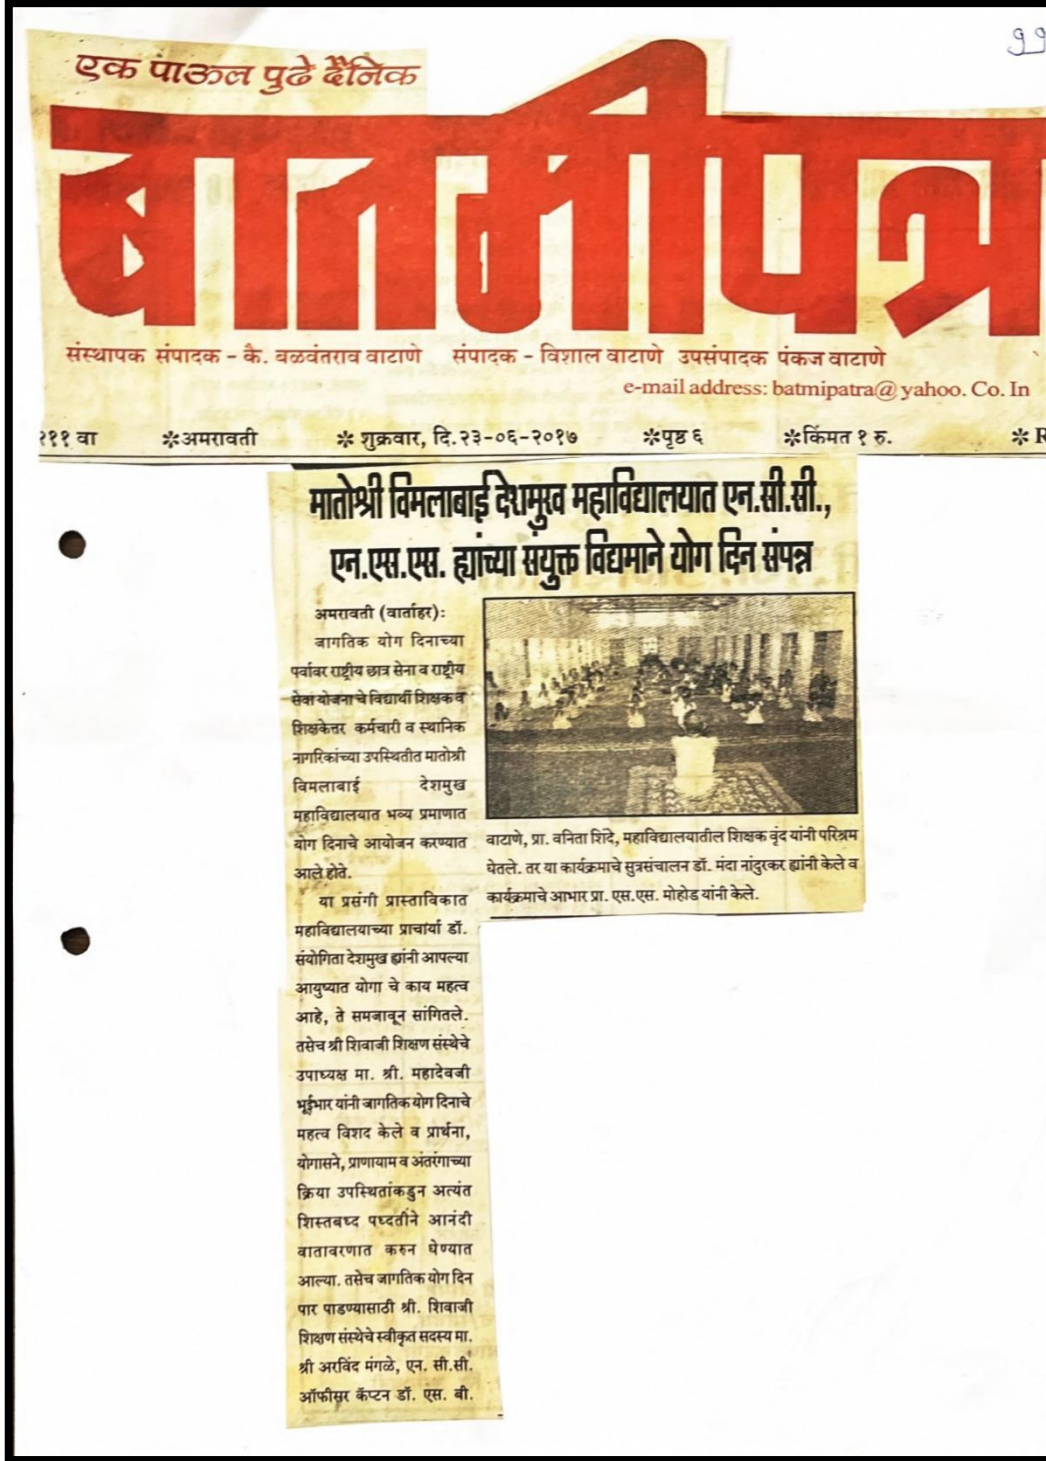 ११
एक पाऊल पुढे दैनिक
बातमीपत्र
संस्थापक संपादक - कै. बळवंतराव वाटाणे संपादक - विशाल वाटाणे उपसंपादक पंकज वाटाणे
e-mail address: batmipatra@yahoo. Co. In
२११ वा *अमरावती * शुक्रवार, दि.२३-०६-२०१७ *पृष्ठ ६ *किंमत १ रु. * R
मातोश्री विमलाबाई देशमुख महाविद्यालयात एन.सी.सी.,
एन.एस.एस. ह्यांच्या संयुक्त विद्यमाने योग दिन संपन्न
अमरावती (वार्ताहर):
जागतिक योग दिनाच्या
पर्वावर राष्ट्रीय छात्र सेना व राष्ट्रीय
सेवा योजना चे विद्यार्थी शिक्षक व
शिक्षकेत्तर कर्मचारी व स्थानिक
नागरिकांच्या उपस्थितीत मातोश्री
विमलाबाई देशमुख
महाविद्यालयात भव्य प्रमाणात
योग दिनाचे आयोजन करण्यात
आले होते.
या प्रसंगी प्रास्ताविकात
महाविद्यालयाच्या प्राचार्या डॉ.
संयोगिता देशमुख ह्यांनी आपल्या
आयुष्यात योगा चे काय महत्व
आहे, ते समजावून सांगितले.
तसेच श्री शिवाजी शिक्षण संस्थेचे
उपाध्यक्ष मा. श्री. महादेवजी
भूईभार यांनी जागतिक योग दिनाचे
महत्व विशद केले व प्रार्थना,
योगासने, प्राणायाम व अंतरंगाच्या
क्रिया उपस्थितांकडुन अत्यंत
शिस्तबध्द पध्दतीने आनंदी
वातावरणात करुन घेण्यात
आल्या. तसेच जागतिक योग दिन
पार पाडण्यासाठी श्री. शिवाजी
शिक्षण संस्थेचे स्वीकृत सदस्य मा.
श्री अरविंद मंगळे, एन. सी.सी.
ऑफीसर कॅप्टन डॉ. एस. बी.
वाटाणे, प्रा. वनिता शिंदे, महाविद्यालयातील शिक्षक वृंद यांनी परिश्रम
घेतले. तर या कार्यक्रमाचे सुत्रसंचालन डॉ. मंदा नांदुरकर ह्यांनी केले व
कार्यक्रमाचे आभार प्रा. एस.एस. मोहोड यांनी केले.